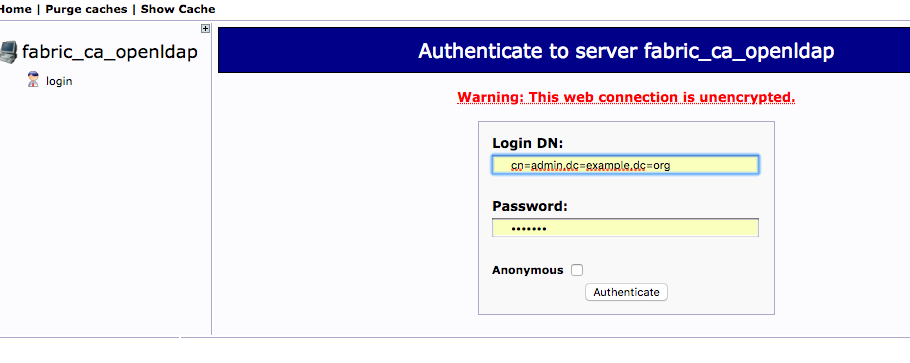 Home | Purge caches | Show Cache
fabric_ca_openldap
login
Authenticate to server fabric_ca_openldap
Warning: This web connection is unencrypted.
Login DN:
cn=admin,dc=example,dc=org
Password:
•••••••
Anonymous
Authenticate